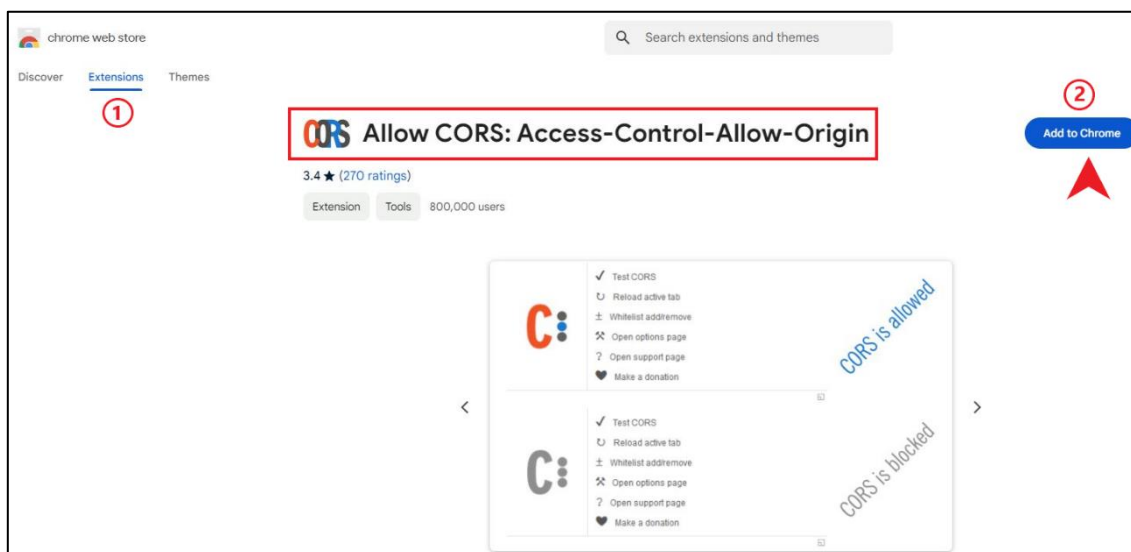 chrome web store
Search extensions and themes
Discover Extensions Themes
1
2
CORS Allow CORS: Access-Control-Allow-Origin
Add to Chrome
3.4 ★ (270 ratings)
Extension Tools 800,000 users
C
✓ Test CORS
↻ Reload active tab
± Whitelist add/remove
Open options page
? Open support page
♥ Make a donation
CORS is allowed
C
✓ Test CORS
↻ Reload active tab
± Whitelist add/remove
Open options page
? Open support page
♥ Make a donation
CORS is blocked